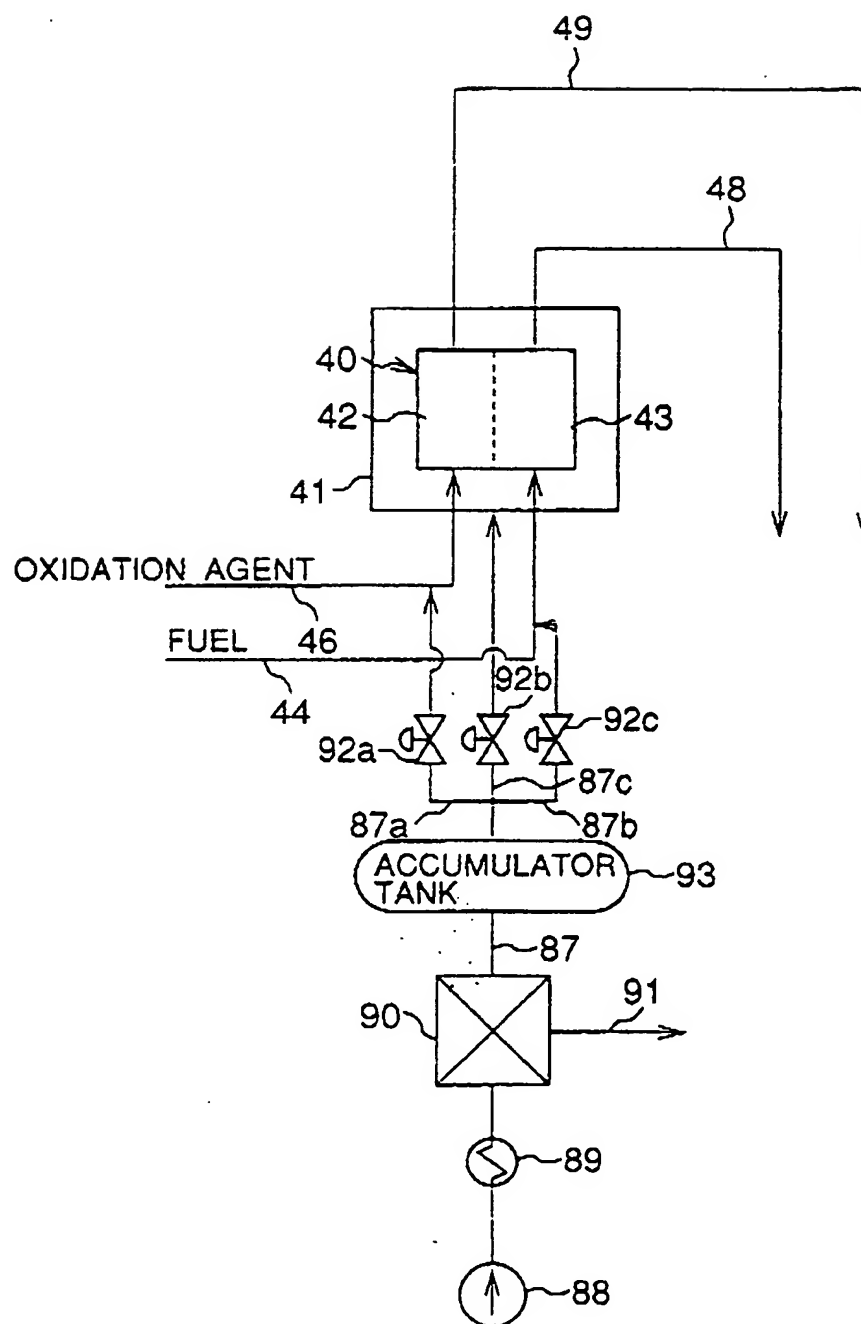 49
48
40
42
43
41
OXIDATION AGENT
46
FUEL
44
92b
92a
92c
87c
87a
87b
ACCUMULATOR
TANK
93
87
90
91
89
88